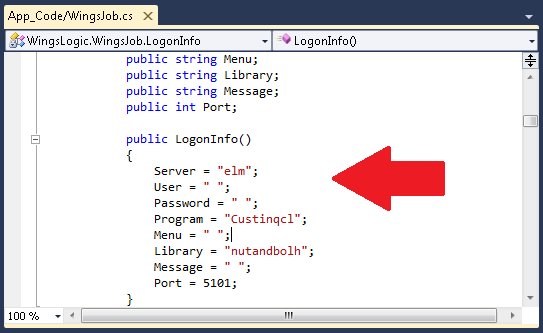 App_Code/WingsJob.cs
WingsLogic.WingsJob.LogonInfo
LogonInfo()
public string Menu;
public string Library;
public string Message;
public int Port;
public LogonInfo()
{
Server = "elm";
User = " ";
Password = " ";
Program = "Custinqcl";
Menu = " ";
Library = "nutandbolh";
Message = " ";
Port = 5101;
}
100 %